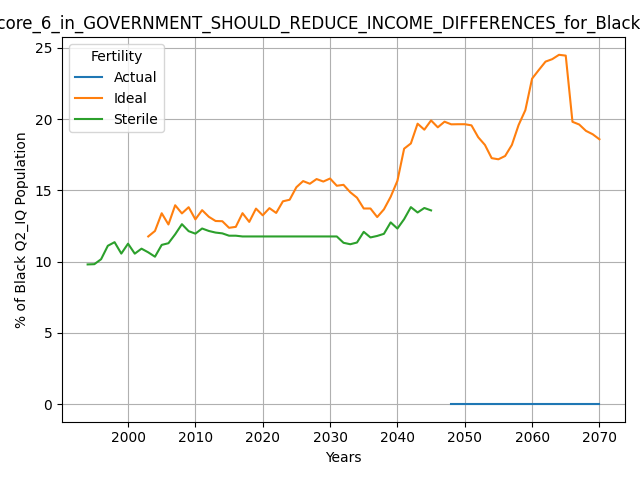 core_6_in_GOVERNMENT_SHOULD_REDUCE_INCOME_DIFFERENCES_for_Black
Fertility
Actual
Ideal
Sterile
% of Black Q2_IQ Population
25
20
15
10
5
0
2000 2010 2020 2030 2040 2050 2060 2070
Years